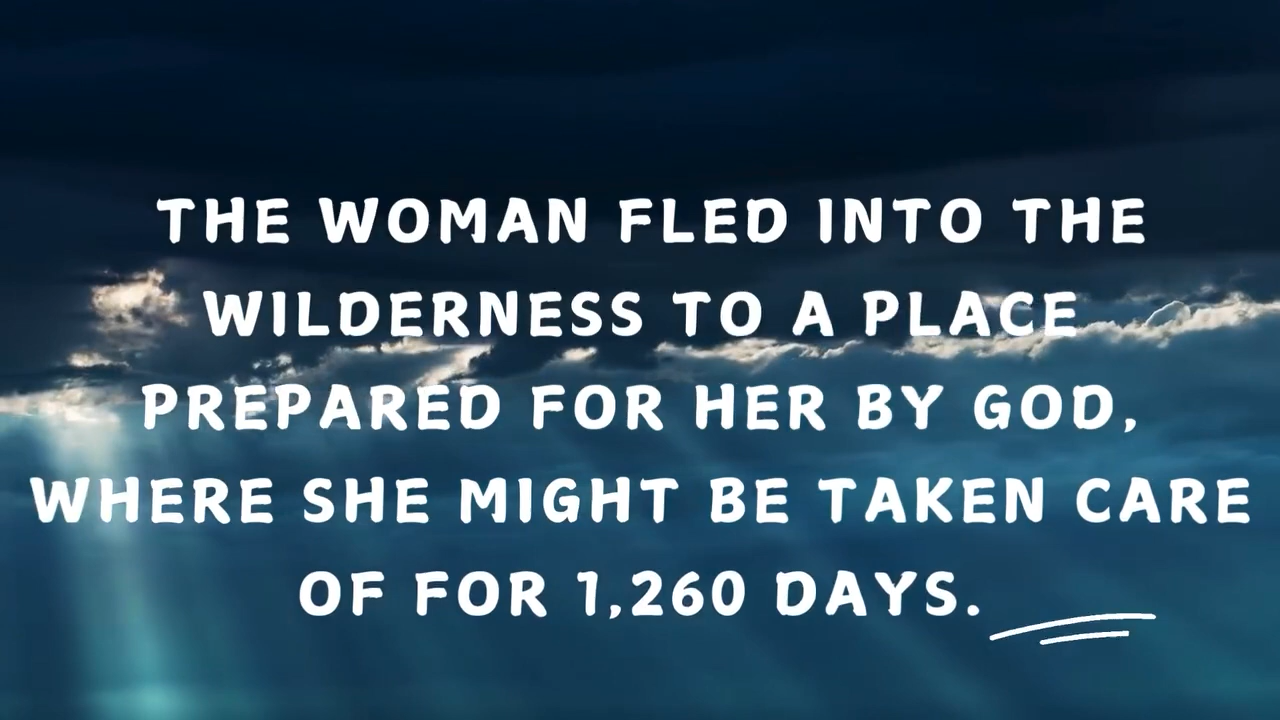 THE WOMAN FLED INTO THE
WILDERNESS TO A PLACE
PREPARED FOR HER BY GOD,
WHERE SHE MIGHT BE TAKEN CARE
OF FOR 1,260 DAYS.